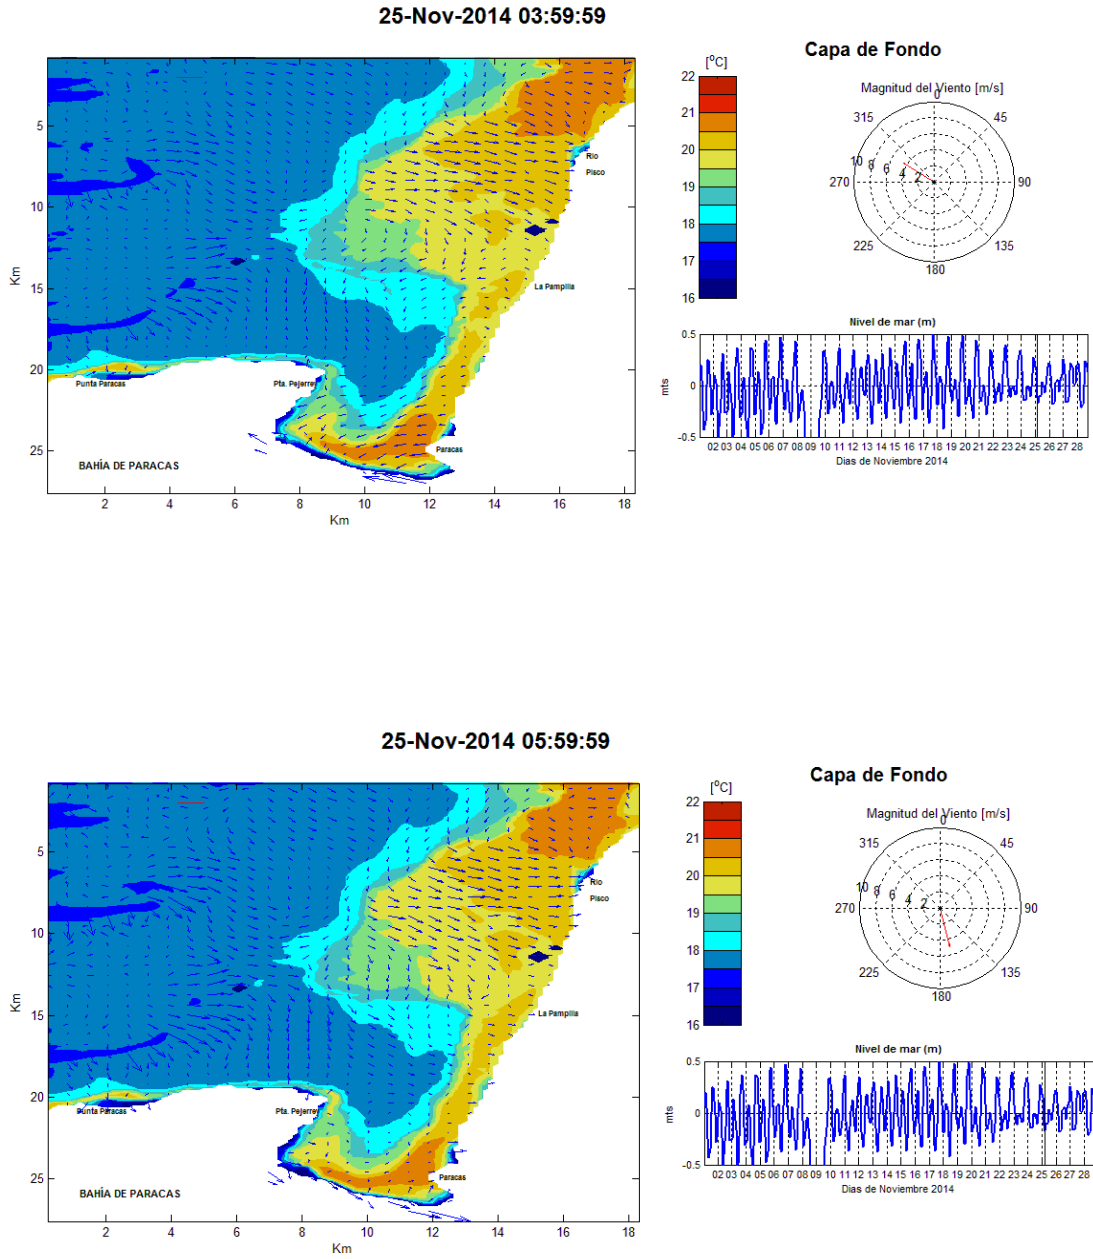 25-Nov-2014 03:59:59
Capa de Fondo
[°C]
22
21
20
19
18
17
16
Magnitud del Viento [m/s]
0
315
45
10 8 6 4 2
270
90
225
135
180
5
10
15
20
25
Km
Rio
Pisco
La Pampilla
Punta Paracas
Pta. Pejerrey
Paracas
BAHÍA DE PARACAS
2 4 6 8 10 12 14 16 18
Km
Nivel de mar (m)
0.5
0
-0.5
mts
02 03 04 05 06 07 08 09 10 11 12 13 14 15 16 17 18 19 20 21 22 23 24 25 26 27 28
Dias de Noviembre 2014
25-Nov-2014 05:59:59
Capa de Fondo
[°C]
22
21
20
19
18
17
16
Magnitud del Viento [m/s]
0
315
45
10 8 6 4 2
270
90
225
135
180
5
10
15
20
25
Km
Rio
Pisco
La Pampilla
Punta Paracas
Pta. Pejerrey
Paracas
BAHÍA DE PARACAS
2 4 6 8 10 12 14 16 18
Km
Nivel de mar (m)
0.5
0
-0.5
mts
02 03 04 05 06 07 08 09 10 11 12 13 14 15 16 17 18 19 20 21 22 23 24 25 26 27 28
Dias de Noviembre 2014